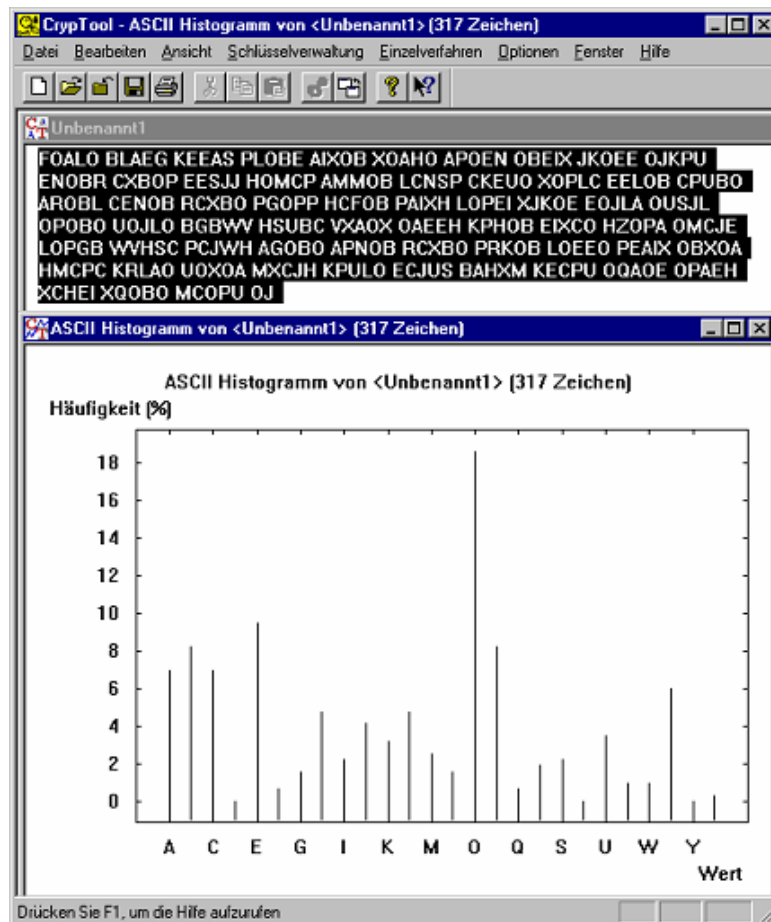 CrypTool - ASCII Histogramm von <Unbenannt1> (317 Zeichen)
Datei Bearbeiten Ansicht Schlüsselverwaltung Einzelverfahren Optionen Fenster Hilfe
Unbenannt1
FOALO BLAEG KEEAS PLOBE AIXOB XOAHO APOEN OBEIX JKOEE OJKPU
ENOBR CXBOP EESJJ HOMCP AMMOB LCNSP CKEUO XOPLC EELOB CPUBO
AROBL CENOB RCXBO PGOPP HCFOB PAIXH LOPEI XJKOE EOJLA OUSJL
OPOBO UOJLO BGBWV HSUBC VXAOX OAEEH KPHOB EIXCO HZOPA OMCJE
LOPGB WVHSC PCJWH AGOBO APNOB RCXBO PRKOB LOEEO PEAIX OBXOA
HMCPC KRLAO UOXOA MXCJH KPULO ECJUS BAHXM KECPU OQAOE OPAEH
XCHEI XQOBO MCOPU OJ
ASCII Histogramm von <Unbenannt1> (317 Zeichen)
ASCII Histogramm von <Unbenannt1> (317 Zeichen)
Häufigkeit (%)
18
16
14
12
10
8
6
4
2
0
A C E G I K M O Q S U W Y
Wert
Drücken Sie F1, um die Hilfe aufzurufen